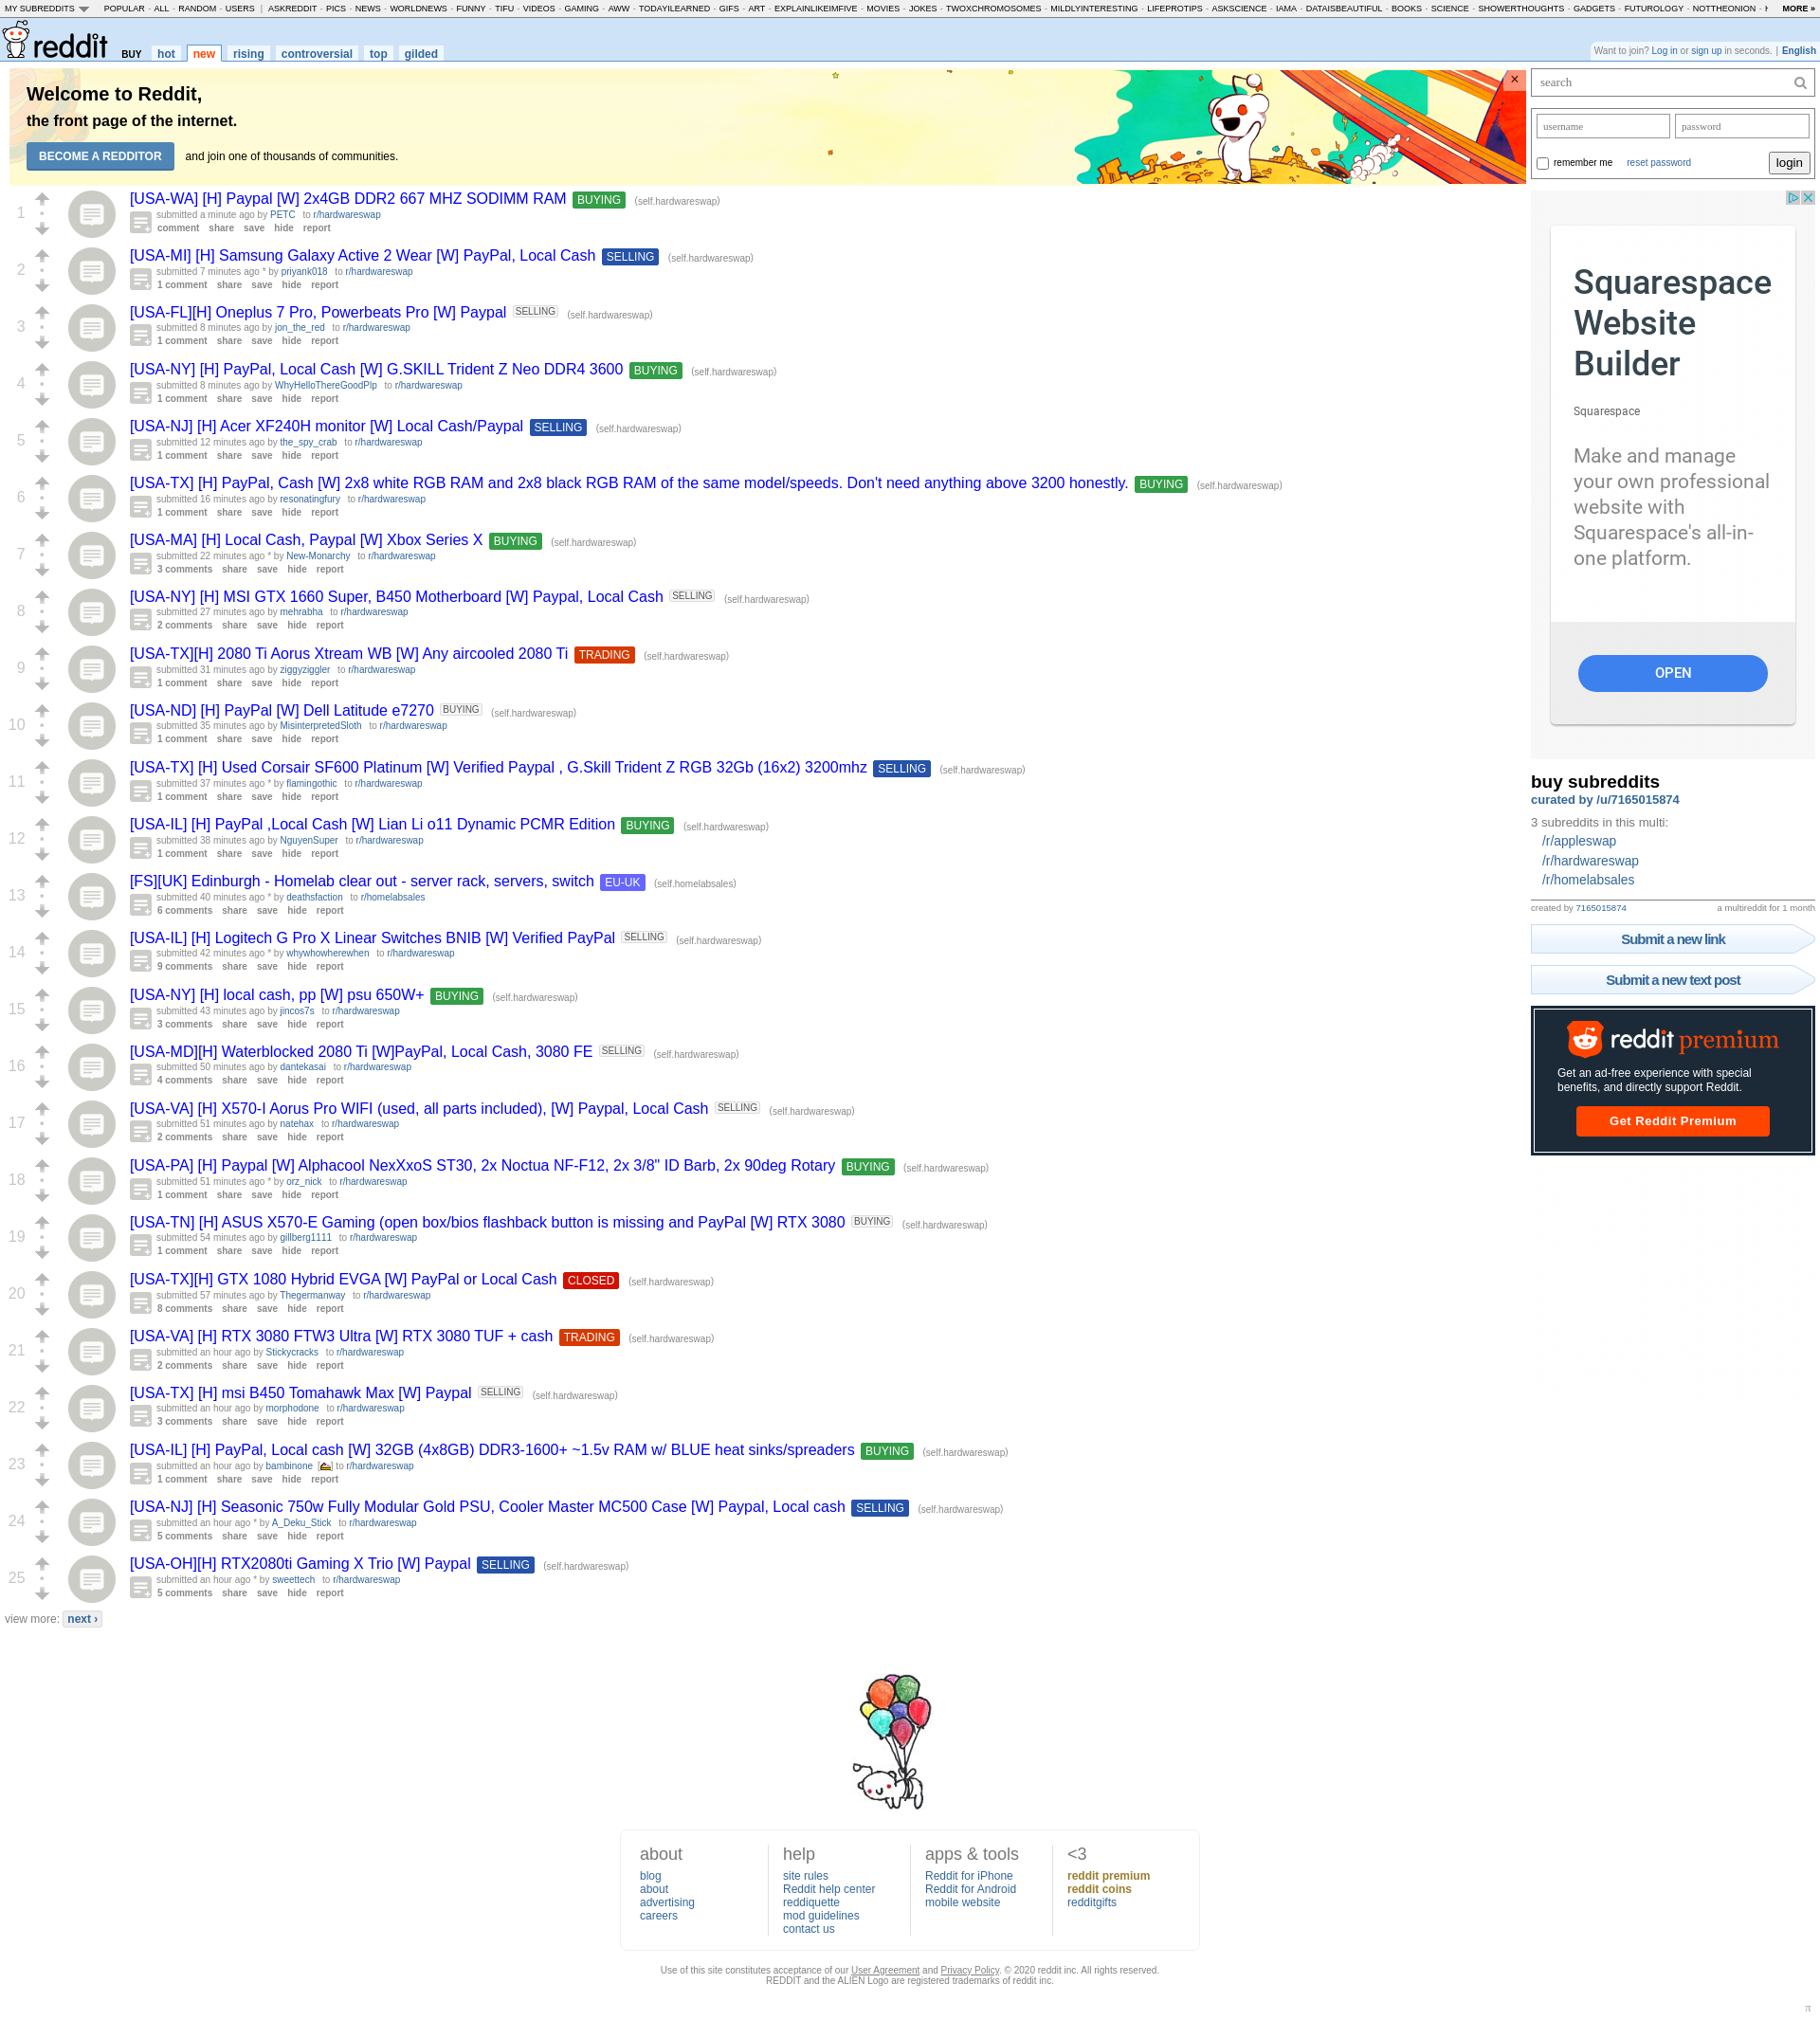 MY SUBREDDITS POPULAR - ALL - RANDOM - USERS | ASKREDDIT - PICS - NEWS - WORLDNEWS - FUNNY - TIFU - VIDEOS - GAMING - AWW - TODAYILEARNED - GIFS - ART - EXPLAINLIKEIMFIVE - MOVIES - JOKES - TWOXCHROMOSOMES - MILDLYINTERESTING - LIFEPROTIPS - ASKSCIENCE - IAMA - DATAISBEAUTIFUL - BOOKS - SCIENCE - SHOWERTHOUGHTS - GADGETS - FUTUROLOGY - NOTTHEONION - MORE »
reddit BUY hot new rising controversial top gilded
Want to join? Log in or sign up in seconds. | English
Welcome to Reddit,
the front page of the internet.
BECOME A REDDITOR and join one of thousands of communities.
×
1
[USA-WA] [H] Paypal [W] 2x4GB DDR2 667 MHZ SODIMM RAM BUYING (self.hardwareswap)
submitted a minute ago by PETC to r/hardwareswap
comment share save hide report
2
[USA-MI] [H] Samsung Galaxy Active 2 Wear [W] PayPal, Local Cash SELLING (self.hardwareswap)
submitted 7 minutes ago * by priyank018 to r/hardwareswap
1 comment share save hide report
3
[USA-FL][H] Oneplus 7 Pro, Powerbeats Pro [W] Paypal SELLING (self.hardwareswap)
submitted 8 minutes ago by jon_the_red to r/hardwareswap
1 comment share save hide report
4
[USA-NY] [H] PayPal, Local Cash [W] G.SKILL Trident Z Neo DDR4 3600 BUYING (self.hardwareswap)
submitted 8 minutes ago by WhyHelloThereGoodPlp to r/hardwareswap
1 comment share save hide report
5
[USA-NJ] [H] Acer XF240H monitor [W] Local Cash/Paypal SELLING (self.hardwareswap)
submitted 12 minutes ago by the_spy_crab to r/hardwareswap
1 comment share save hide report
6
[USA-TX] [H] PayPal, Cash [W] 2x8 white RGB RAM and 2x8 black RGB RAM of the same model/speeds. Don't need anything above 3200 honestly. BUYING (self.hardwareswap)
submitted 16 minutes ago by resonatingfury to r/hardwareswap
1 comment share save hide report
7
[USA-MA] [H] Local Cash, Paypal [W] Xbox Series X BUYING (self.hardwareswap)
submitted 22 minutes ago * by New-Monarchy to r/hardwareswap
3 comments share save hide report
8
[USA-NY] [H] MSI GTX 1660 Super, B450 Motherboard [W] Paypal, Local Cash SELLING (self.hardwareswap)
submitted 27 minutes ago by mehrabha to r/hardwareswap
2 comments share save hide report
9
[USA-TX][H] 2080 Ti Aorus Xtream WB [W] Any aircooled 2080 Ti TRADING (self.hardwareswap)
submitted 31 minutes ago by ziggyziggler to r/hardwareswap
1 comment share save hide report
10
[USA-ND] [H] PayPal [W] Dell Latitude e7270 BUYING (self.hardwareswap)
submitted 35 minutes ago by MisinterpretedSloth to r/hardwareswap
1 comment share save hide report
11
[USA-TX] [H] Used Corsair SF600 Platinum [W] Verified Paypal , G.Skill Trident Z RGB 32Gb (16x2) 3200mhz SELLING (self.hardwareswap)
submitted 37 minutes ago * by flamingothic to r/hardwareswap
1 comment share save hide report
12
[USA-IL] [H] PayPal ,Local Cash [W] Lian Li o11 Dynamic PCMR Edition BUYING (self.hardwareswap)
submitted 38 minutes ago by NguyenSuper to r/hardwareswap
1 comment share save hide report
13
[FS][UK] Edinburgh - Homelab clear out - server rack, servers, switch EU-UK (self.homelabsales)
submitted 40 minutes ago * by deathsfaction to r/homelabsales
6 comments share save hide report
14
[USA-IL] [H] Logitech G Pro X Linear Switches BNIB [W] Verified PayPal SELLING (self.hardwareswap)
submitted 42 minutes ago * by whywhowherewhen to r/hardwareswap
9 comments share save hide report
15
[USA-NY] [H] local cash, pp [W] psu 650W+ BUYING (self.hardwareswap)
submitted 43 minutes ago by jincos7s to r/hardwareswap
3 comments share save hide report
16
[USA-MD][H] Waterblocked 2080 Ti [W]PayPal, Local Cash, 3080 FE SELLING (self.hardwareswap)
submitted 50 minutes ago by dantekasai to r/hardwareswap
4 comments share save hide report
17
[USA-VA] [H] X570-I Aorus Pro WIFI (used, all parts included), [W] Paypal, Local Cash SELLING (self.hardwareswap)
submitted 51 minutes ago by natehax to r/hardwareswap
2 comments share save hide report
18
[USA-PA] [H] Paypal [W] Alphacool NexXxoS ST30, 2x Noctua NF-F12, 2x 3/8" ID Barb, 2x 90deg Rotary BUYING (self.hardwareswap)
submitted 51 minutes ago * by orz_nick to r/hardwareswap
1 comment share save hide report
19
[USA-TN] [H] ASUS X570-E Gaming (open box/bios flashback button is missing and PayPal [W] RTX 3080 BUYING (self.hardwareswap)
submitted 54 minutes ago by gillberg1111 to r/hardwareswap
1 comment share save hide report
20
[USA-TX][H] GTX 1080 Hybrid EVGA [W] PayPal or Local Cash CLOSED (self.hardwareswap)
submitted 57 minutes ago by Thegermanway to r/hardwareswap
8 comments share save hide report
21
[USA-VA] [H] RTX 3080 FTW3 Ultra [W] RTX 3080 TUF + cash TRADING (self.hardwareswap)
submitted an hour ago by Stickycracks to r/hardwareswap
2 comments share save hide report
22
[USA-TX] [H] msi B450 Tomahawk Max [W] Paypal SELLING (self.hardwareswap)
submitted an hour ago by morphodone to r/hardwareswap
3 comments share save hide report
23
[USA-IL] [H] PayPal, Local cash [W] 32GB (4x8GB) DDR3-1600+ ~1.5v RAM w/ BLUE heat sinks/spreaders BUYING (self.hardwareswap)
submitted an hour ago by bambinone [] to r/hardwareswap
1 comment share save hide report
24
[USA-NJ] [H] Seasonic 750w Fully Modular Gold PSU, Cooler Master MC500 Case [W] Paypal, Local cash SELLING (self.hardwareswap)
submitted an hour ago * by A_Deku_Stick to r/hardwareswap
5 comments share save hide report
25
[USA-OH][H] RTX2080ti Gaming X Trio [W] Paypal SELLING (self.hardwareswap)
submitted an hour ago * by sweettech to r/hardwareswap
5 comments share save hide report
view more: next ›
search
username password
remember me reset password login
Squarespace
Website
Builder
Squarespace
Make and manage
your own professional
website with
Squarespace's all-in-
one platform.
OPEN
buy subreddits
curated by /u/7165015874
3 subreddits in this multi:
/r/appleswap
/r/hardwareswap
/r/homelabsales
created by 7165015874 a multireddit for 1 month
Submit a new link
Submit a new text post
reddit premium
Get an ad-free experience with special
benefits, and directly support Reddit.
Get Reddit Premium
about
blog
about
advertising
careers
help
site rules
Reddit help center
reddiquette
mod guidelines
contact us
apps & tools
Reddit for iPhone
Reddit for Android
mobile website
<3
reddit premium
reddit coins
redditgifts
Use of this site constitutes acceptance of our User Agreement and Privacy Policy. © 2020 reddit inc. All rights reserved.
REDDIT and the ALIEN Logo are registered trademarks of reddit inc.
π